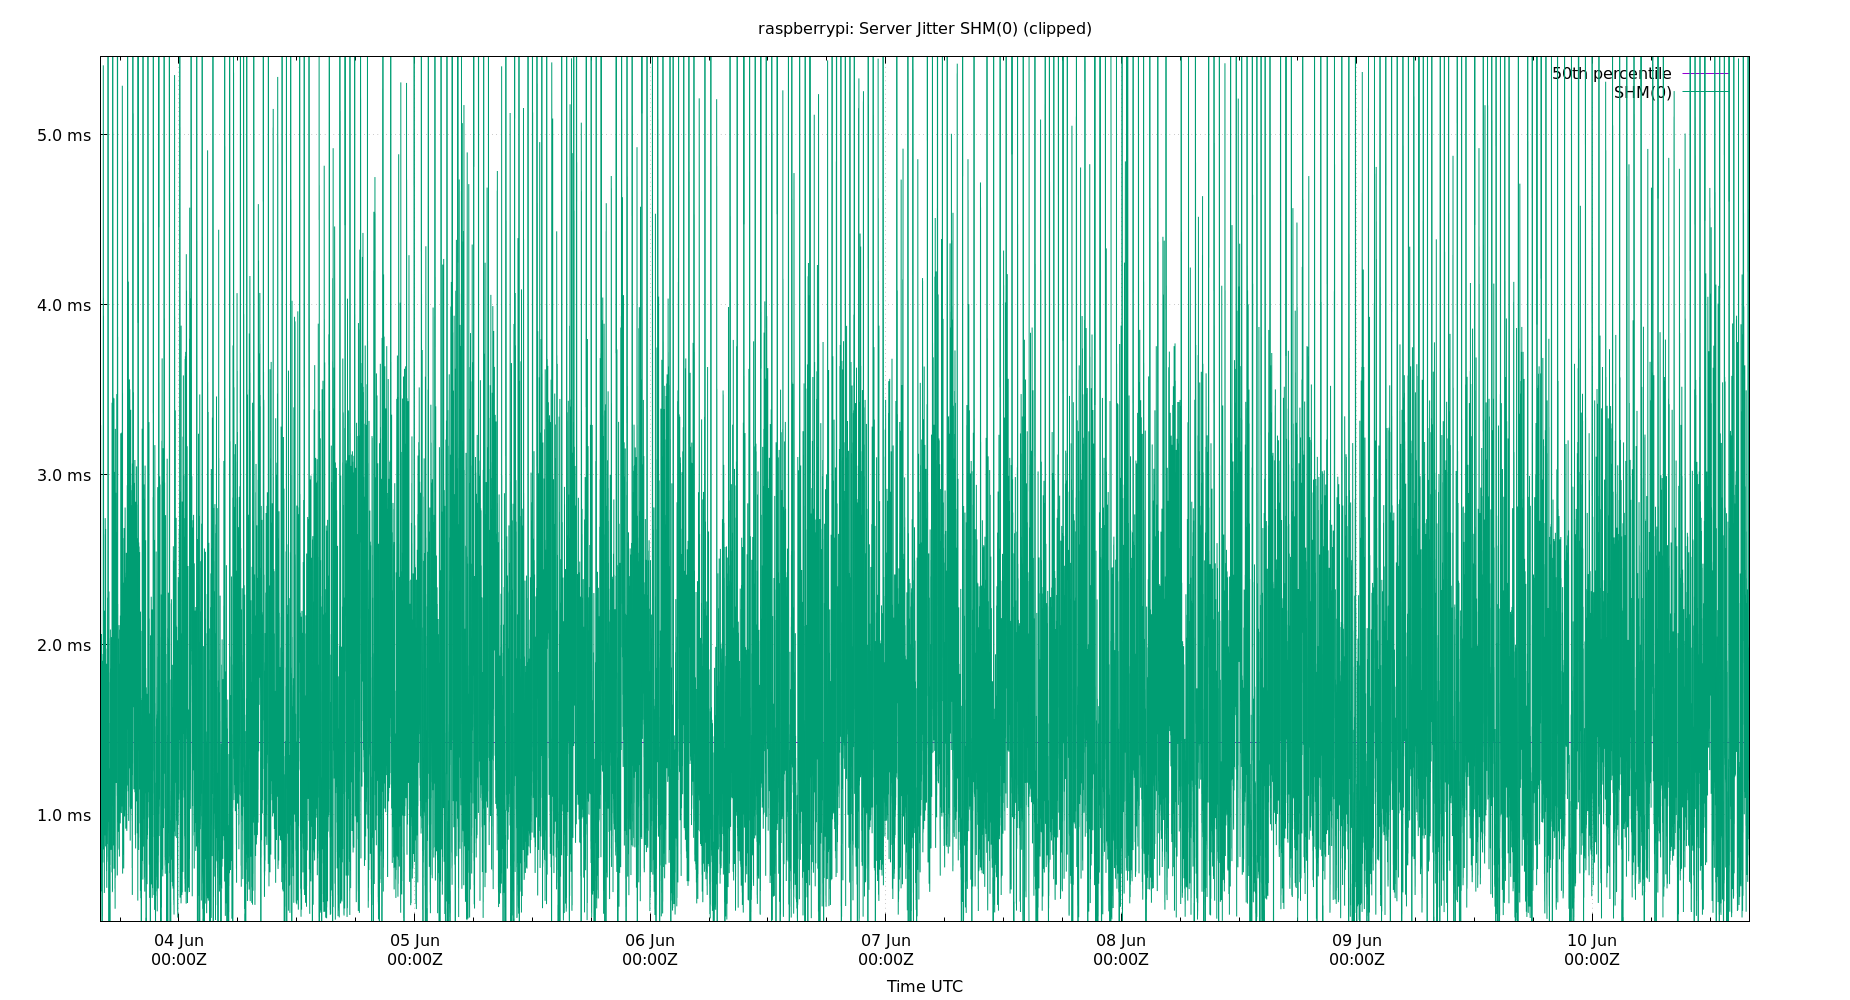 raspberrypi: Server Jitter SHM(0) (clipped)
50th percentile
SHM(0)
5.0 ms
4.0 ms
3.0 ms
2.0 ms
1.0 ms
04 Jun 05 Jun 06 Jun 07 Jun 08 Jun 09 Jun 10 Jun
00:00Z 00:00Z 00:00Z 00:00Z 00:00Z 00:00Z 00:00Z
Time UTC